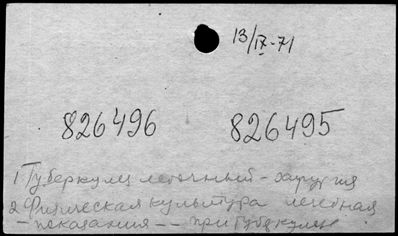 13/IX-71
826496 826495
1 Туберкулез легочный - хирургия
2 Физическая культура лечебная
- показания -- при туберкулезе